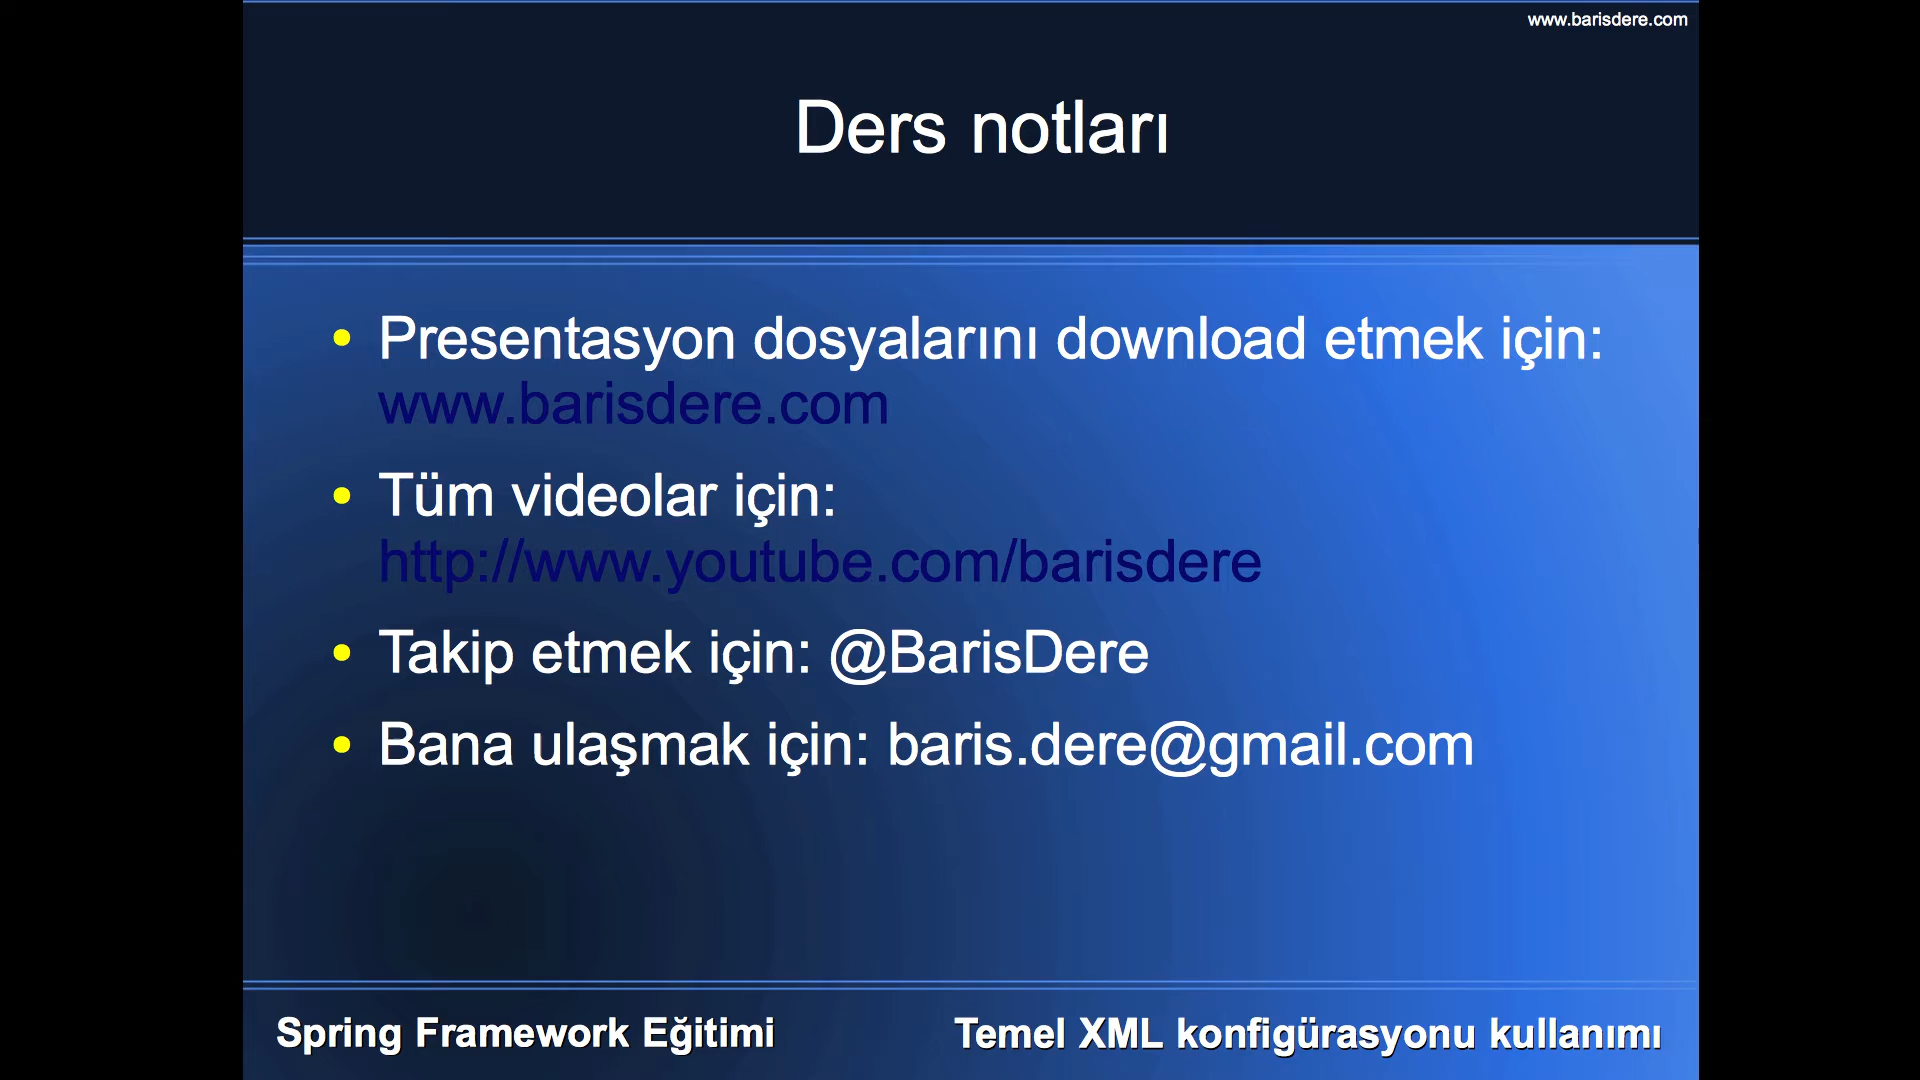 www.barisdere.com
Ders notları
• Presentasyon dosyalarını download etmek için:
www.barisdere.com
• Tüm videolar için:
http://www.youtube.com/barisdere
• Takip etmek için: @BarisDere
• Bana ulaşmak için: baris.dere@gmail.com
Spring Framework Eğitimi
Temel XML konfigürasyonu kullanımı